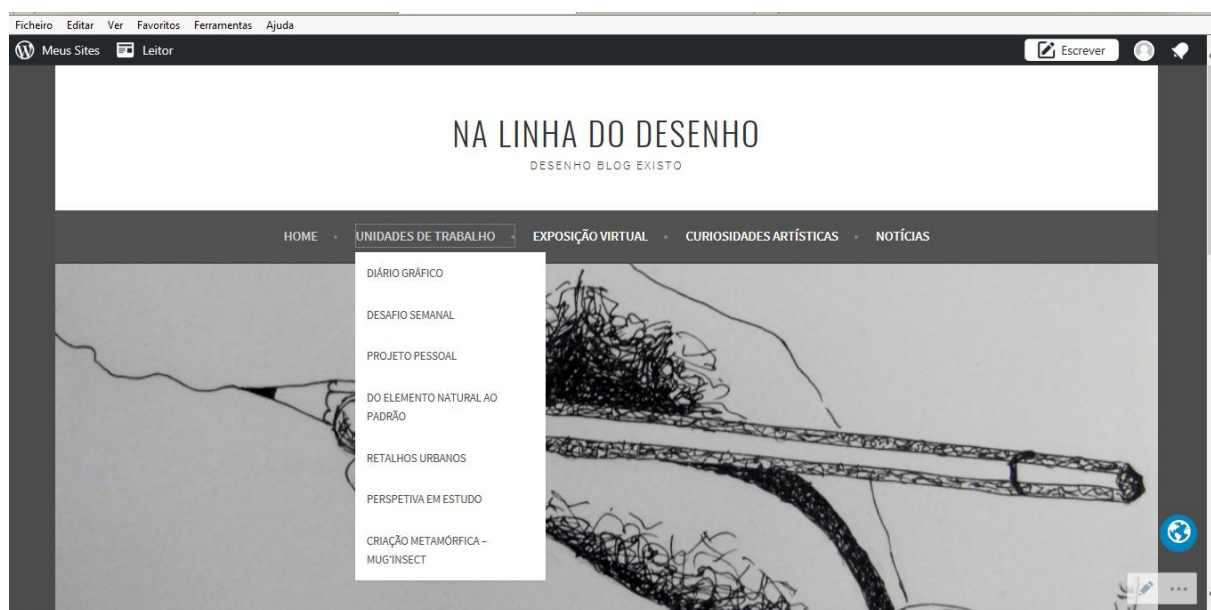 Ficheiro Editar Ver Favoritos Ferramentas Ajuda
Meus Sites Leitor Escrever
NA LINHA DO DESENHO
DESENHO BLOG EXISTO
HOME UNIDADES DE TRABALHO EXPOSIÇÃO VIRTUAL CURIOSIDADES ARTÍSTICAS NOTÍCIAS
DIÁRIO GRÁFICO
DESAFIO SEMANAL
PROJETO PESSOAL
DO ELEMENTO NATURAL AO
PADRÃO
RETALHOS URBANOS
PERSPETIVA EM ESTUDO
CRIAÇÃO METAMÓRFICA –
MUG'INSECT